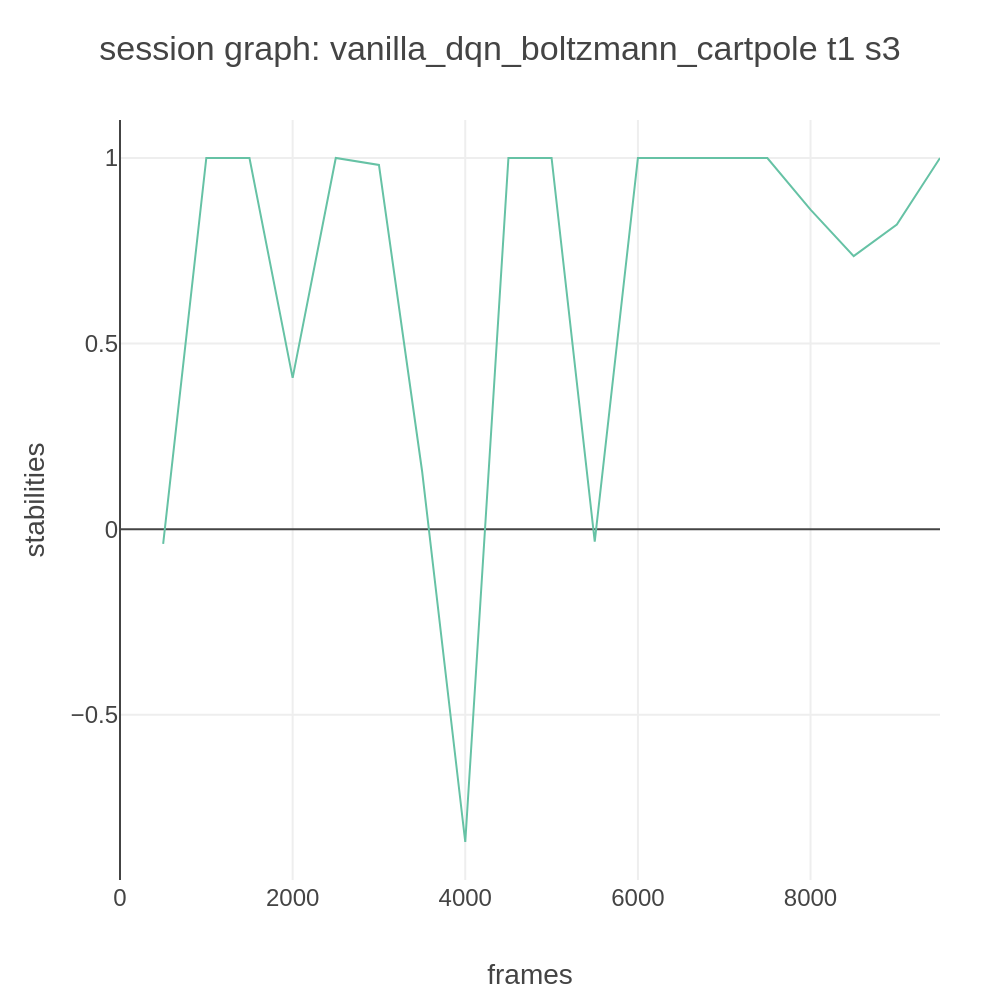 session graph: vanilla_dqn_boltzmann_cartpole t1 s3
1
0.5
0
−0.5
stabilities
0 2000 4000 6000 8000
frames